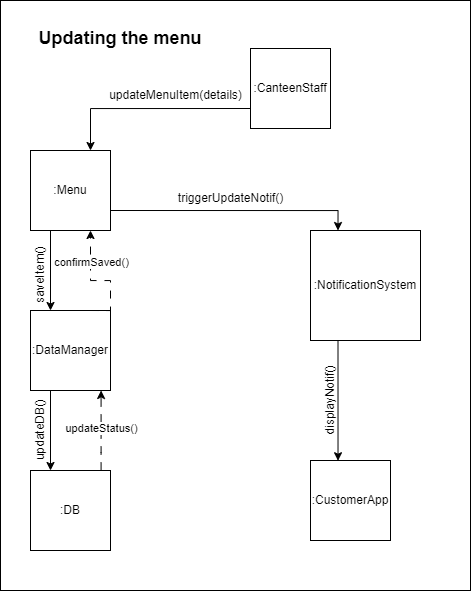 Updating the menu
:CanteenStaff
updateMenuItem(details)
:Menu
triggerUpdateNotif()
saveItem()
confirmSaved()
:NotificationSystem
:DataManager
displayNotif()
updateDB()
updateStatus()
:DB
:CustomerApp